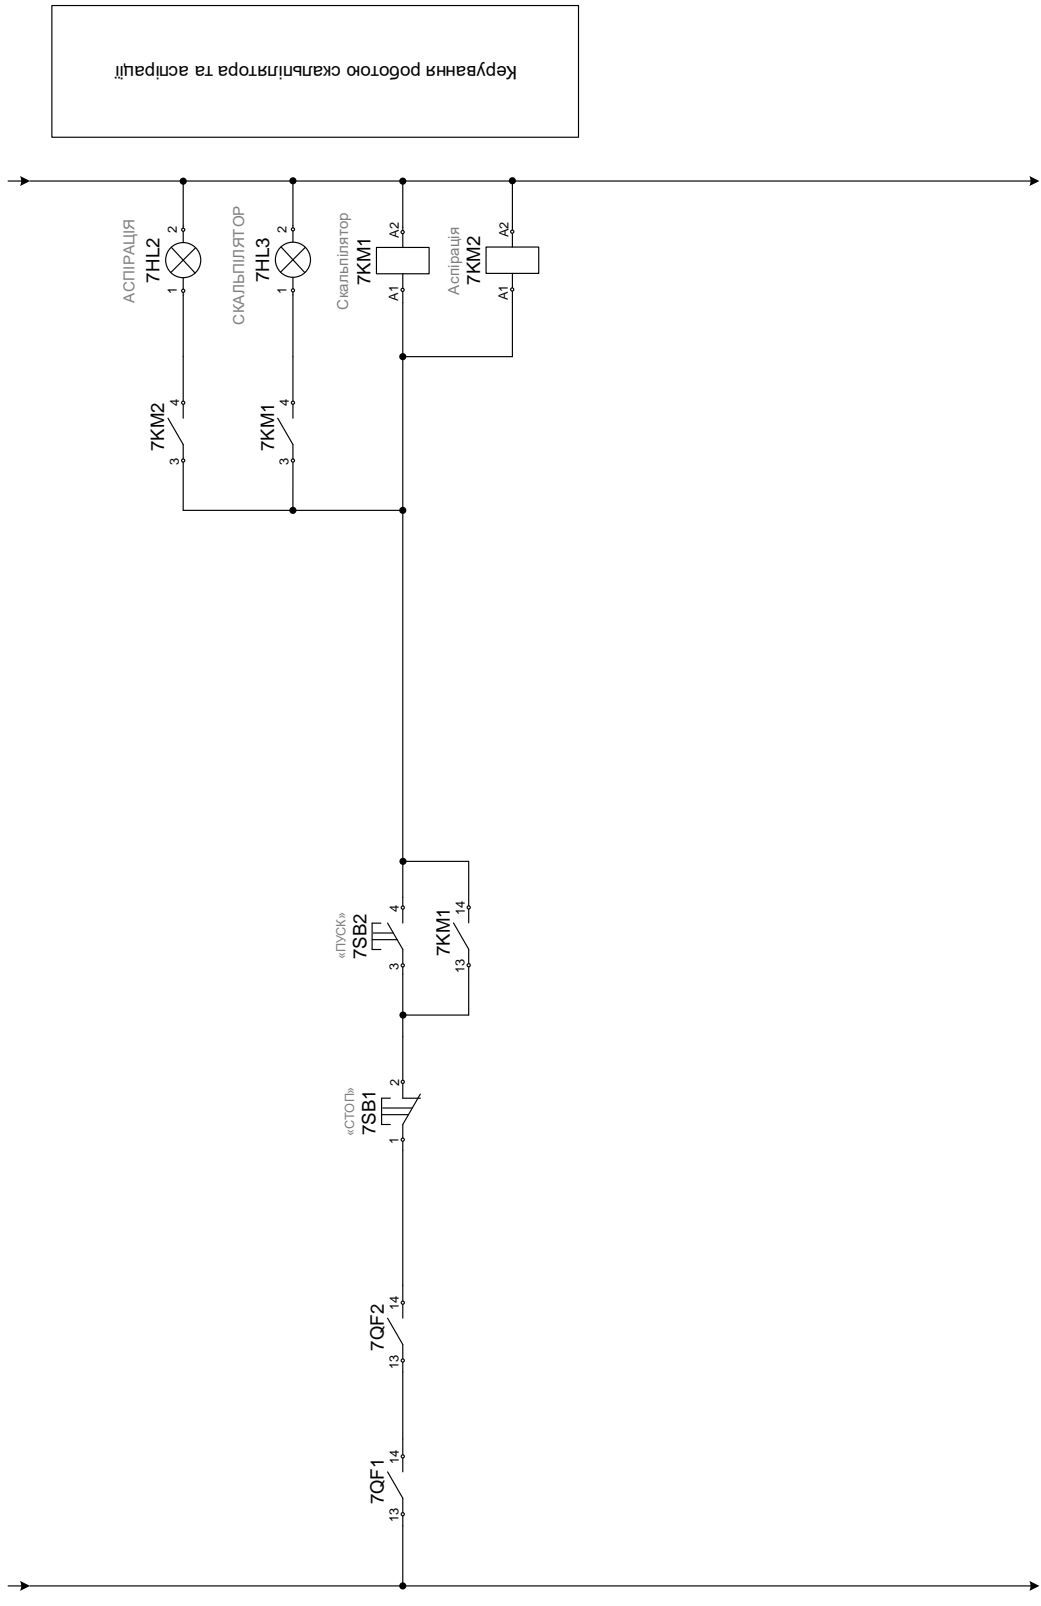 Керування роботою скальпілятора та аспірації
АСПІРАЦІЯ
7HL2
1
2
СКАЛЬПІЛЯТОР
7HL3
1
2
Скальпілятор
7KM1
A1
A2
Аспірація
7KM2
A1
A2
7KM2
3
4
7KM1
3
4
«ПУСК»
7SB2
3
4
7KM1
13
14
«СТОП»
7SB1
1
2
7QF2
13
14
7QF1
13
14